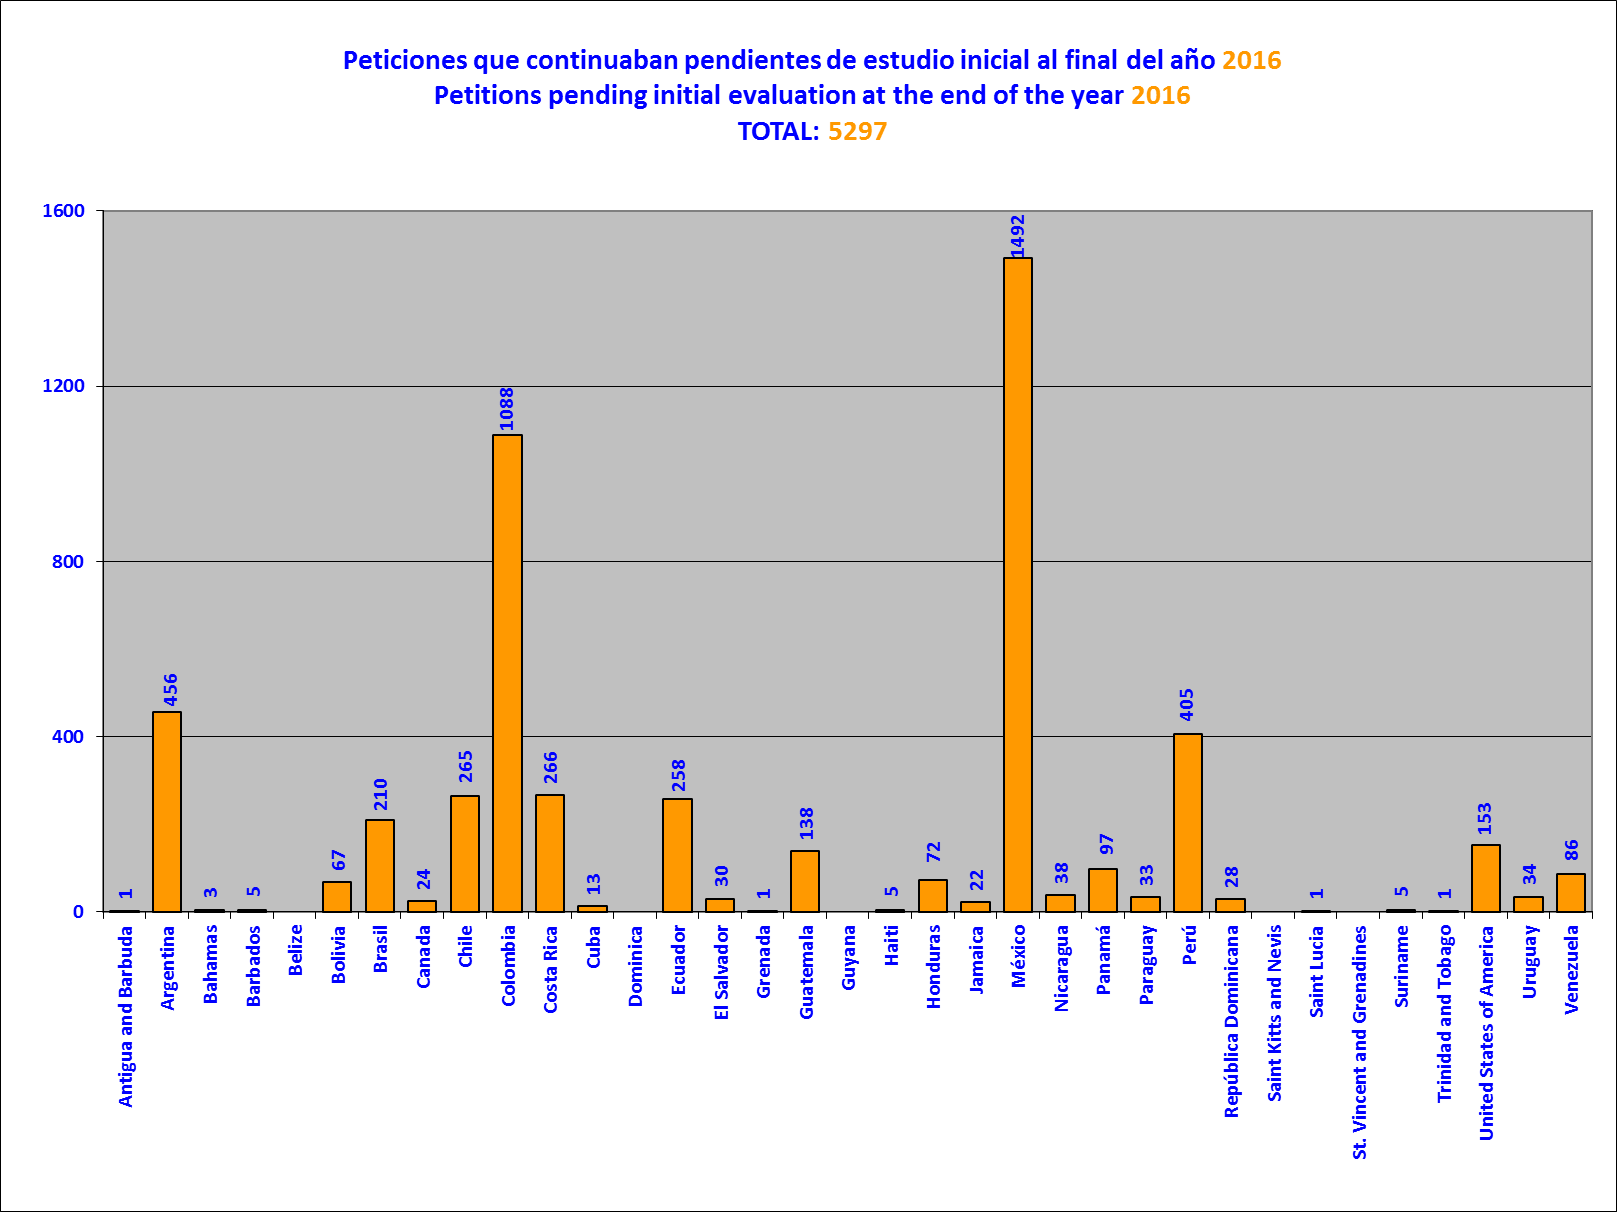 Peticiones que continuaban pendientes de estudio inicial al final del año 2016
Petitions pending initial evaluation at the end of the year 2016
TOTAL: 5297
1600
1200
800
400
0
1
456
3
5
67
210
24
265
1088
266
13
258
30
1
138
5
72
22
1492
38
97
33
405
28
1
5
1
153
34
86
Antigua and Barbuda
Argentina
Bahamas
Barbados
Belize
Bolivia
Brasil
Canada
Chile
Colombia
Costa Rica
Cuba
Dominica
Ecuador
El Salvador
Grenada
Guatemala
Guyana
Haiti
Honduras
Jamaica
México
Nicaragua
Panamá
Paraguay
Perú
República Dominicana
Saint Kitts and Nevis
Saint Lucia
St. Vincent and Grenadines
Suriname
Trinidad and Tobago
United States of America
Uruguay
Venezuela